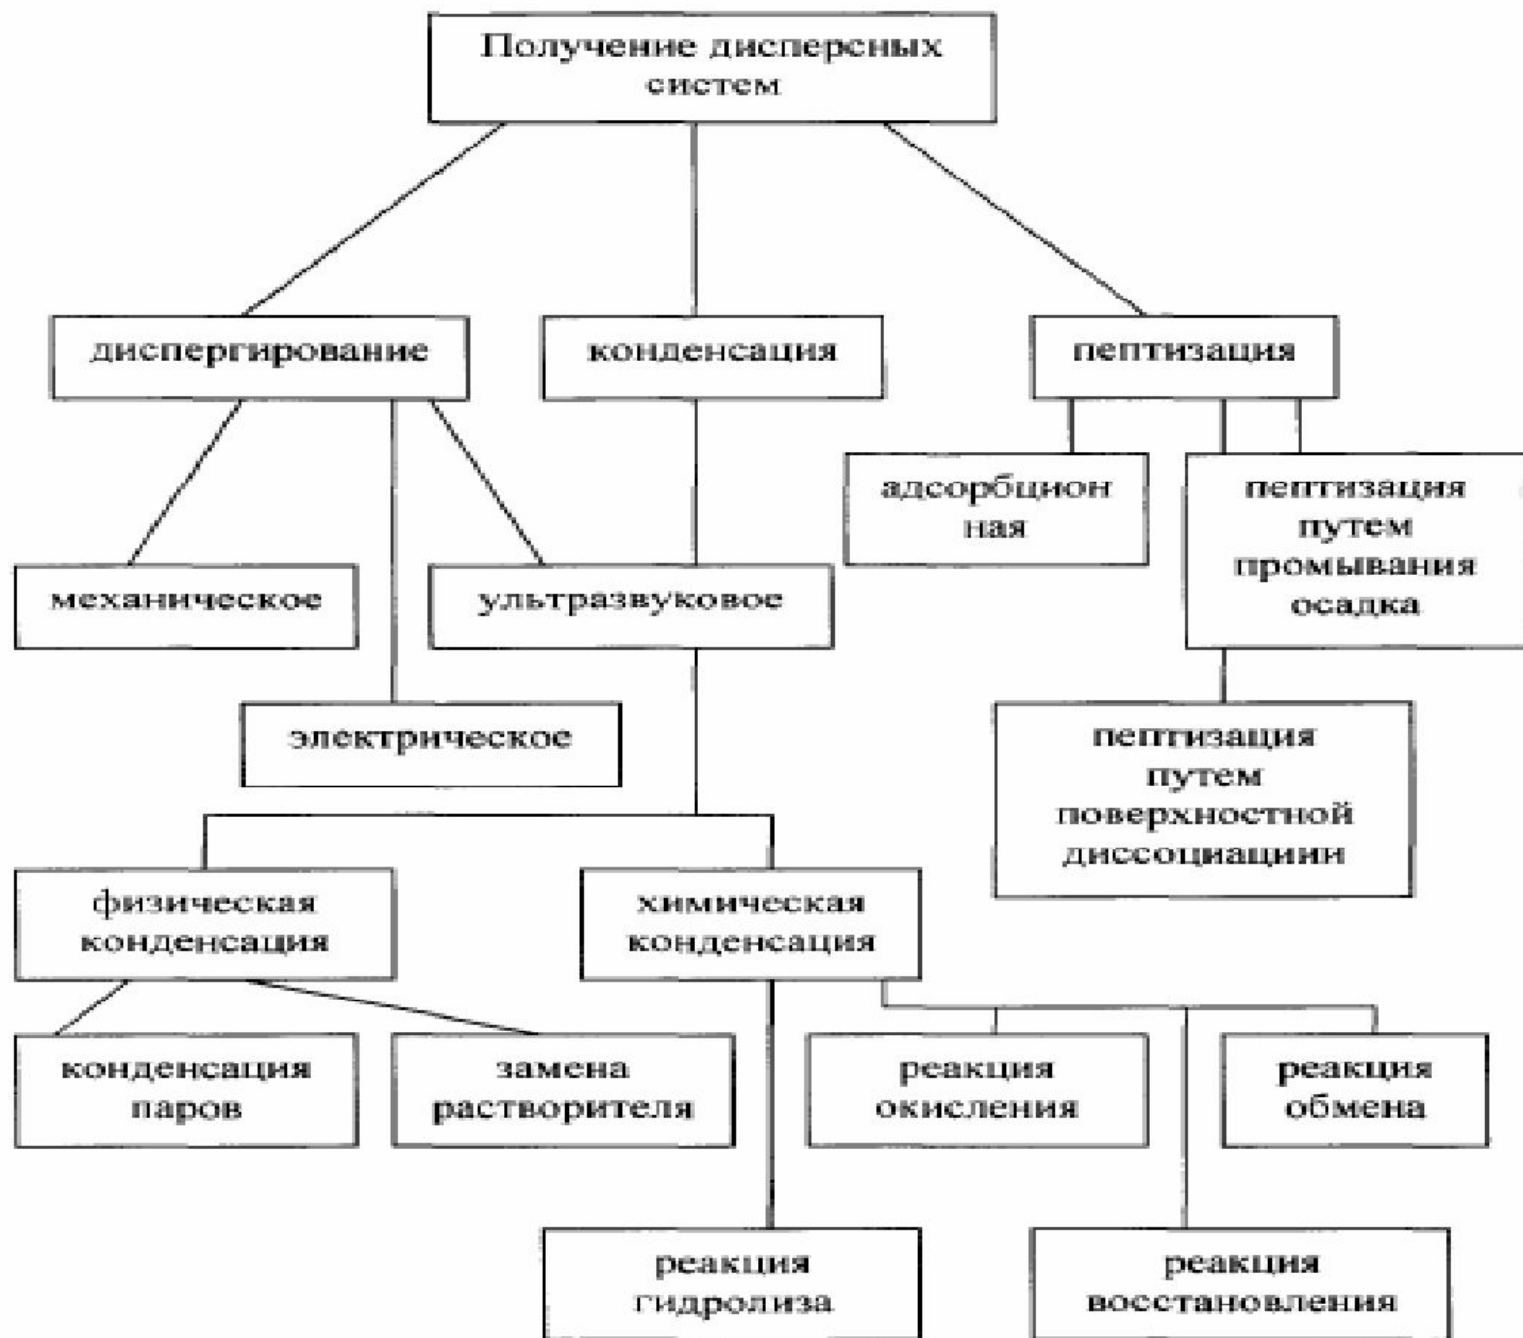 Получение дисперсных
систем
диспергирование
конденсация
пептизация
адсорбцион
ная
пептизация
путем
промывания
осадка
механическое
ультразвуковое
электрическое
пептизация
путем
поверхностной
диссоциациии
физическая
конденсация
химическая
конденсация
конденсация
паров
замена
растворителя
реакция
окисления
реакция
обмена
реакция
гидролиза
реакция
восстановления